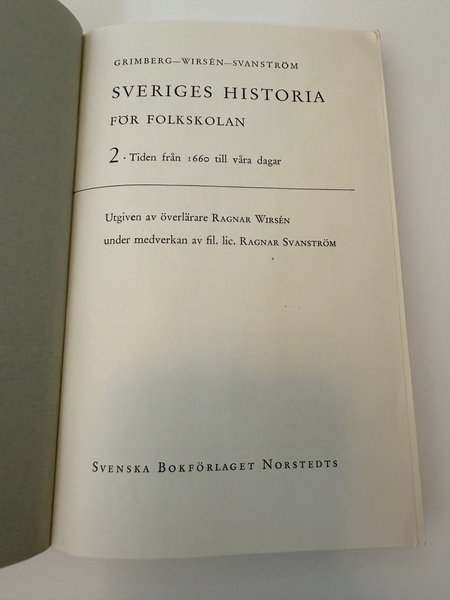 GRIMBERG—WIRSÉN—SVANSTRÖM
SVERIGES HISTORIA
FÖR FOLKSKOLAN
2 · Tiden från 1660 till våra dagar
Utgiven av överlärare RAGNAR WIRSÉN
under medverkan av fil. lic. RAGNAR SVANSTRÖM
SVENSKA BOKFÖRLAGET NORSTEDTS